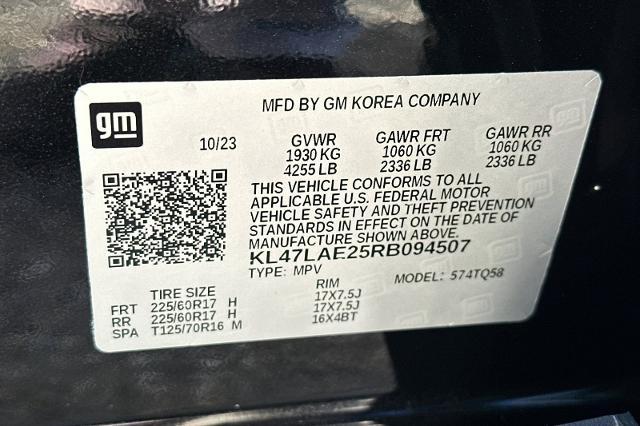 gm
MFD BY GM KOREA COMPANY
10/23 GVWR GAWR FRT GAWR RR
1930 KG 1060 KG 1060 KG
4255 LB 2336 LB 2336 LB
THIS VEHICLE CONFORMS TO ALL
APPLICABLE U.S. FEDERAL MOTOR
VEHICLE SAFETY AND THEFT PREVENTION
STANDARDS IN EFFECT ON THE DATE OF
MANUFACTURE SHOWN ABOVE.
KL47LAE25RB094507
TYPE: MPV MODEL: 574TQ58
TIRE SIZE RIM
FRT 225/60R17 H 17X7.5J
RR 225/60R17 H 17X7.5J
SPA T125/70R16 M 16X4BT